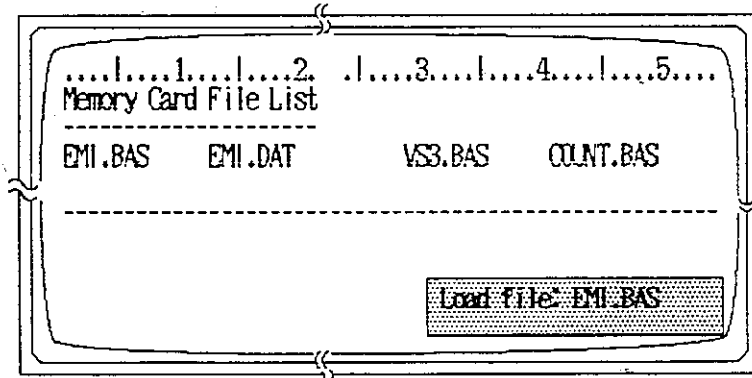 ....|....1....|....2. .|....3....|....4....|....5....
Memory Card File List
---------------------
EMI.BAS EMI.DAT VS3.BAS COUNT.BAS
------------------------------------------------------
Load file: EMI.BAS